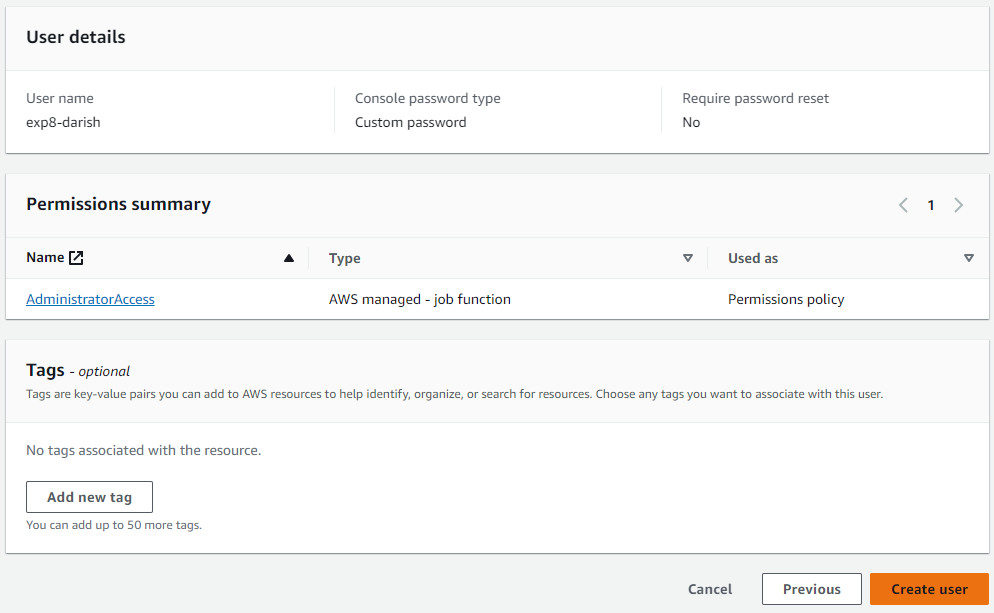 User details
User name
Console password type
Require password reset
exp8-darish
Custom password
No
Permissions summary
1
Name
Type
Used as
AdministratorAccess
AWS managed - job function
Permissions policy
Tags - optional
Tags are key-value pairs you can add to AWS resources to help identify, organize, or search for resources. Choose any tags you want to associate with this user.
No tags associated with the resource.
Add new tag
You can add up to 50 more tags.
Cancel
Previous
Create user